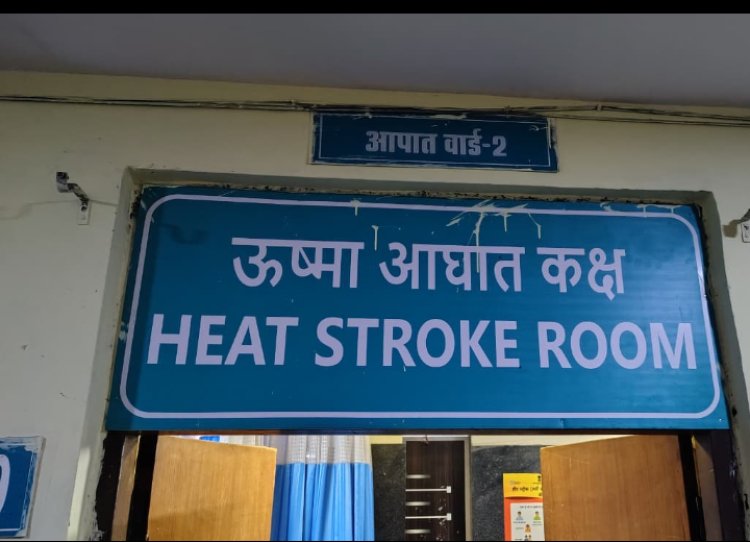 आपात वार्ड-2
ऊष्मा आघात कक्ष
HEAT STROKE ROOM